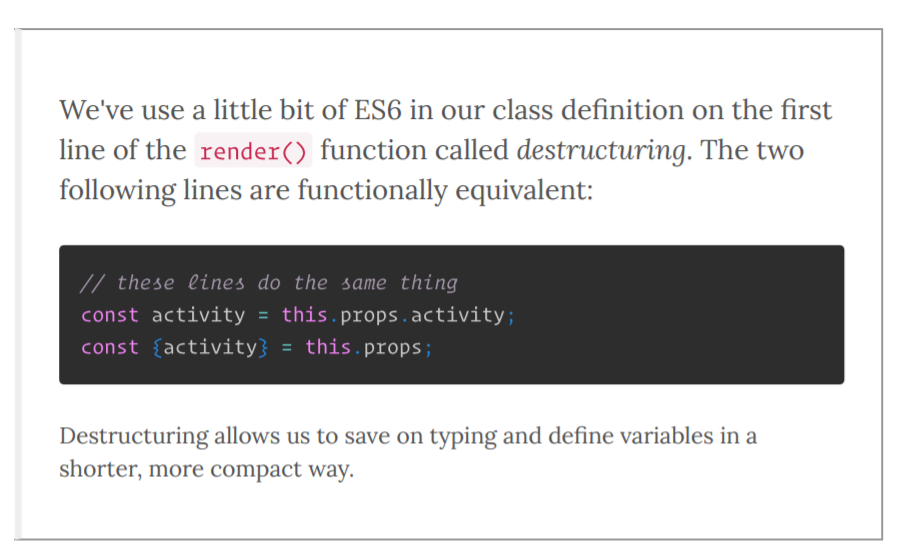 We've use a little bit of ES6 in our class definition on the first
line of the render() function called destructuring. The two
following lines are functionally equivalent:
// these lines do the same thing
const activity = this.props.activity;
const {activity} = this.props;
Destructuring allows us to save on typing and define variables in a
shorter, more compact way.